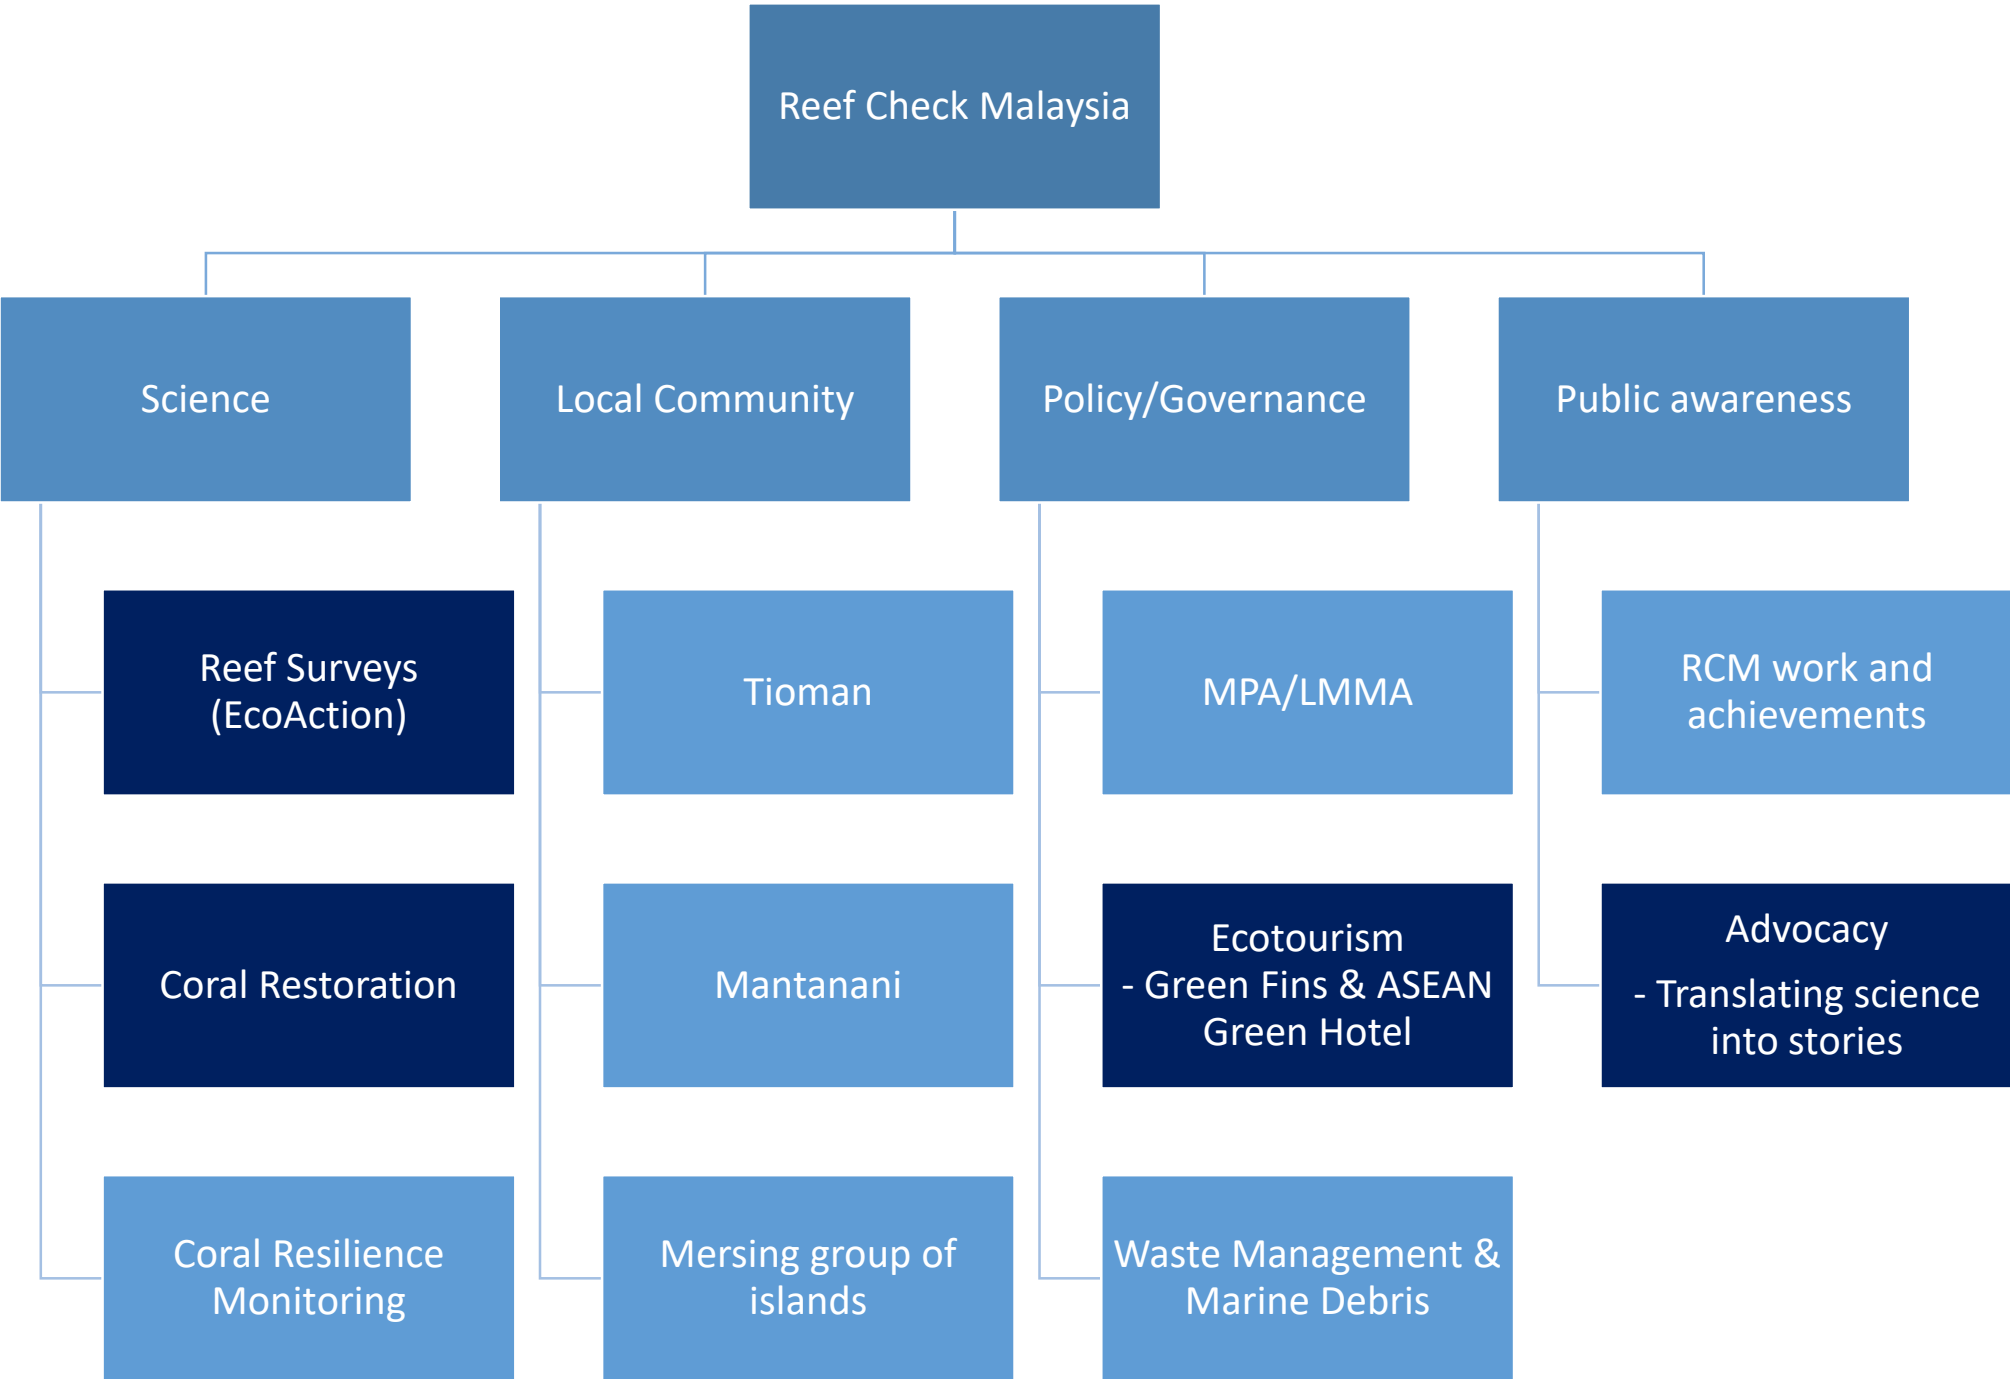 Reef Check Malaysia
Science
Local Community
Policy/Governance
Public awareness
Reef Surveys
(EcoAction)
Tioman
MPA/LMMA
RCM work and
achievements
Coral Restoration
Mantanani
Ecotourism
- Green Fins & ASEAN
Green Hotel
Advocacy
- Translating science
into stories
Coral Resilience
Monitoring
Mersing group of
islands
Waste Management &
Marine Debris